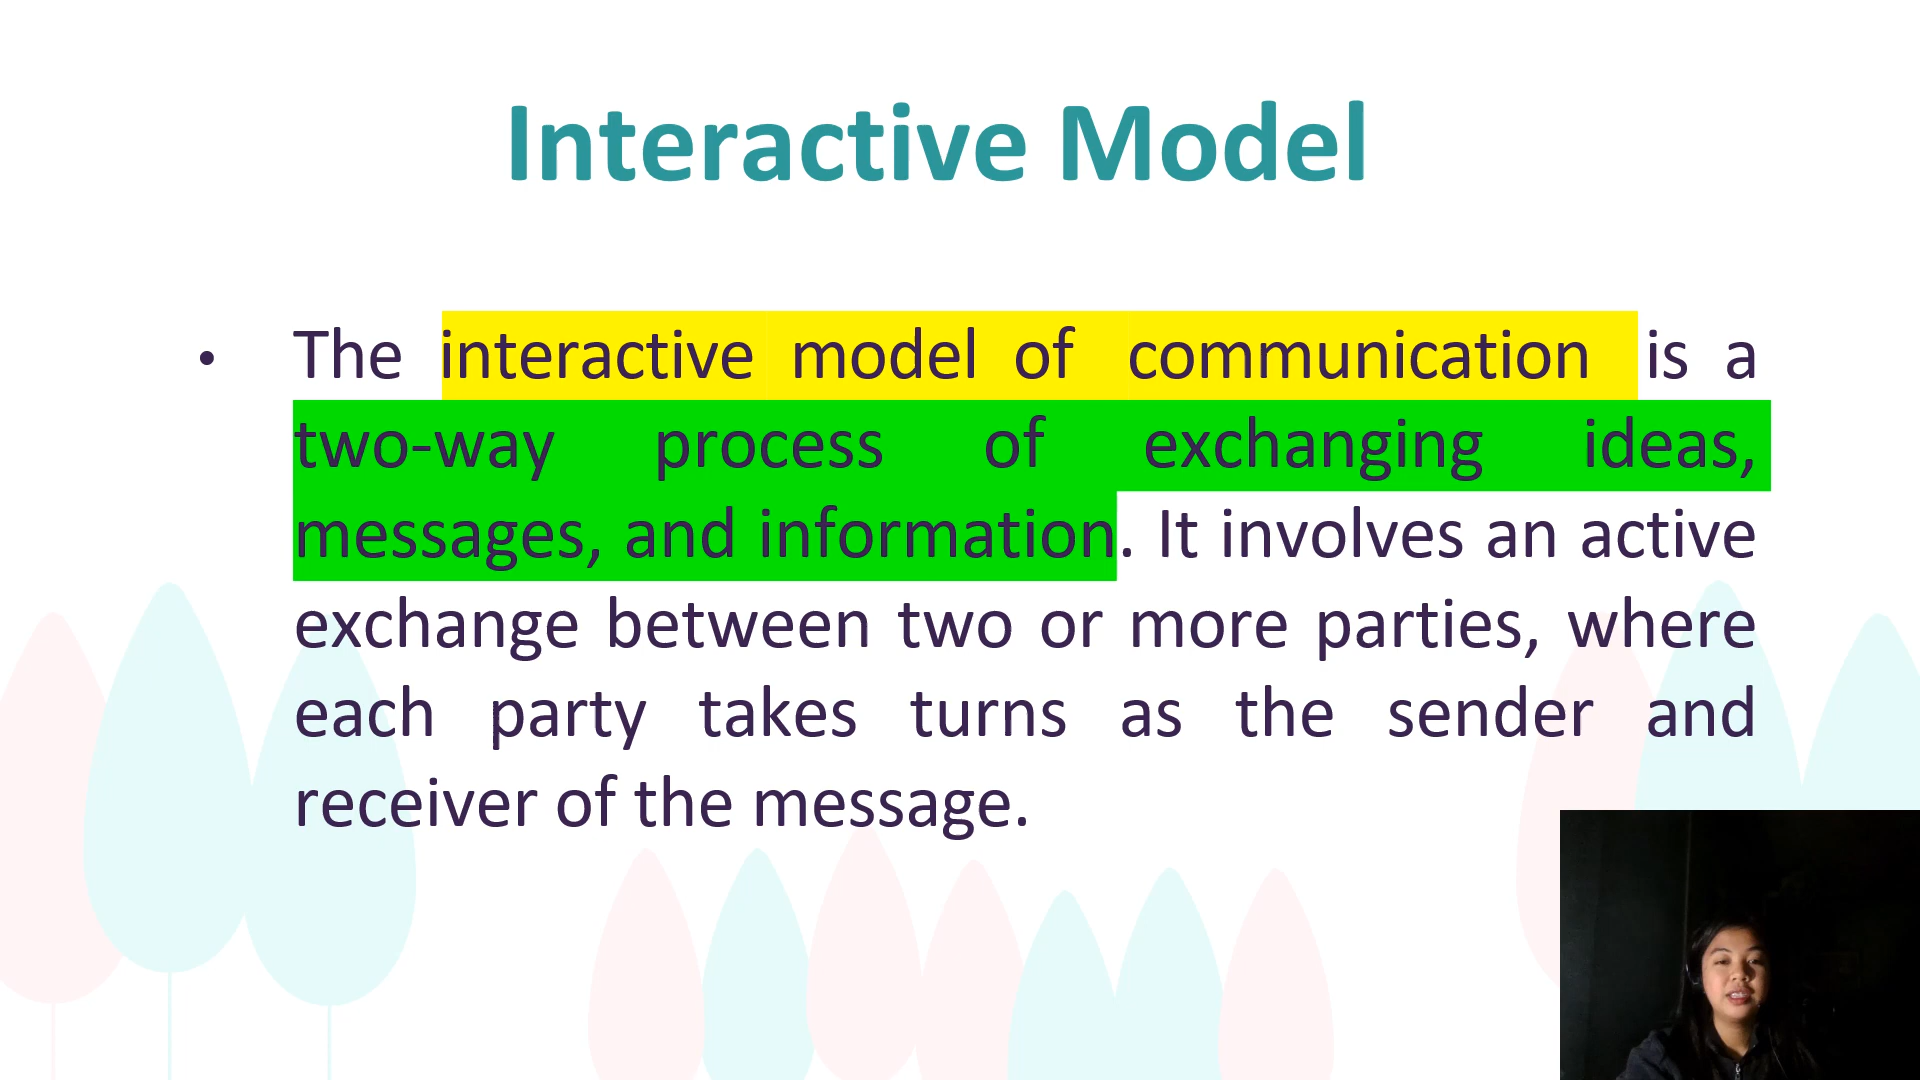 Interactive Model
• The interactive model of communication is a
two-way process of exchanging ideas,
messages, and information. It involves an active
exchange between two or more parties, where
each party takes turns as the sender and
receiver of the message.